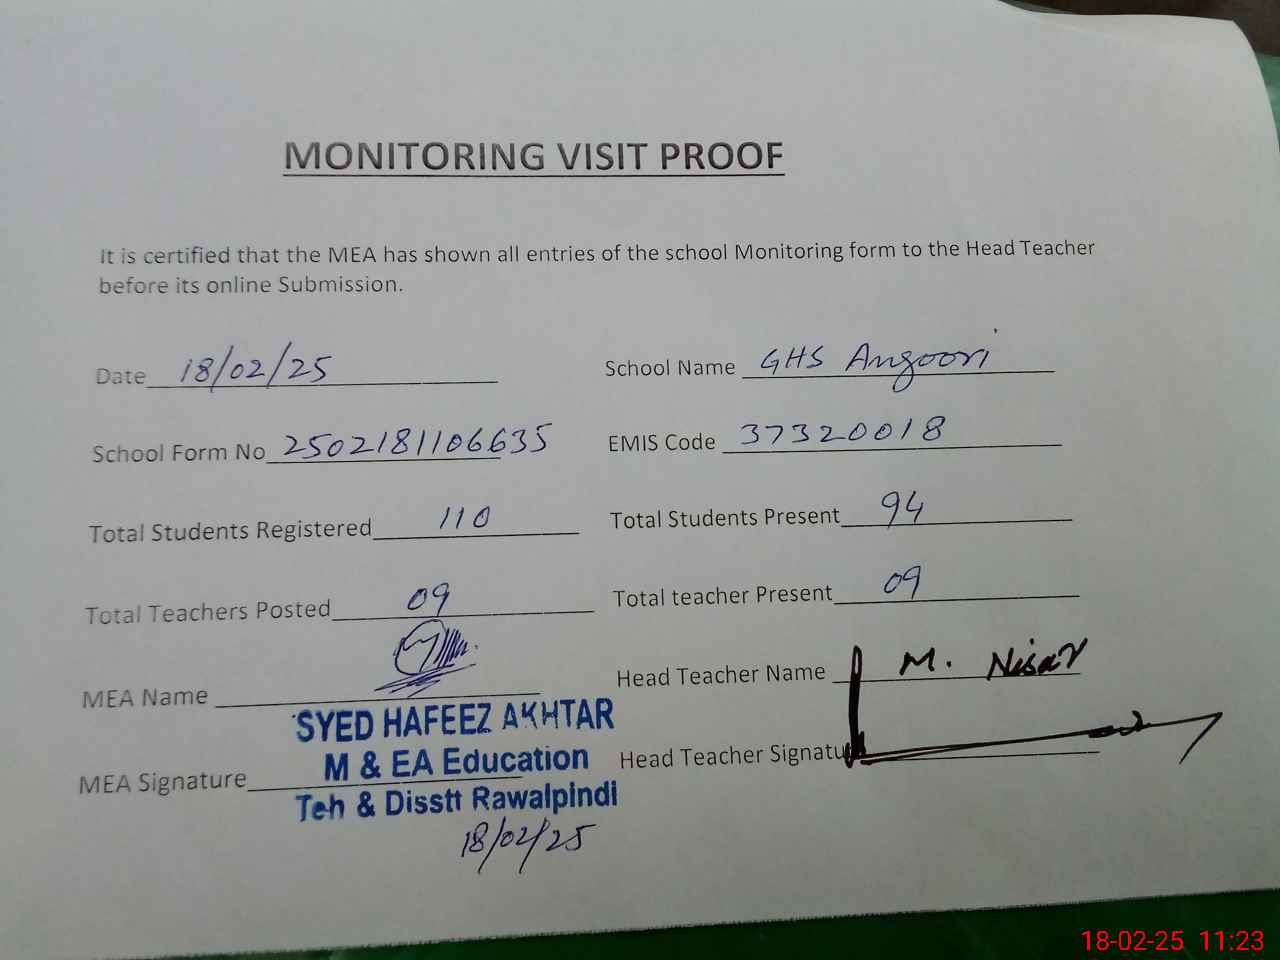 MONITORING VISIT PROOF
It is certified that the MEA has shown all entries of the school Monitoring form to the Head Teacher
before its online Submission.
Date 18/02/25 School Name GHS Angoori
School Form No 2502181106635 EMIS Code 37320018
Total Students Registered 110 Total Students Present 94
Total Teachers Posted 09 Total teacher Present 09
MEA Name Head Teacher Name M. Nisar
SYED HAFEEZ AKHTAR
M & EA Education
MEA Signature Head Teacher Signature
Teh & Disstt Rawalpindi
18/02/25
18-02-25 11:23